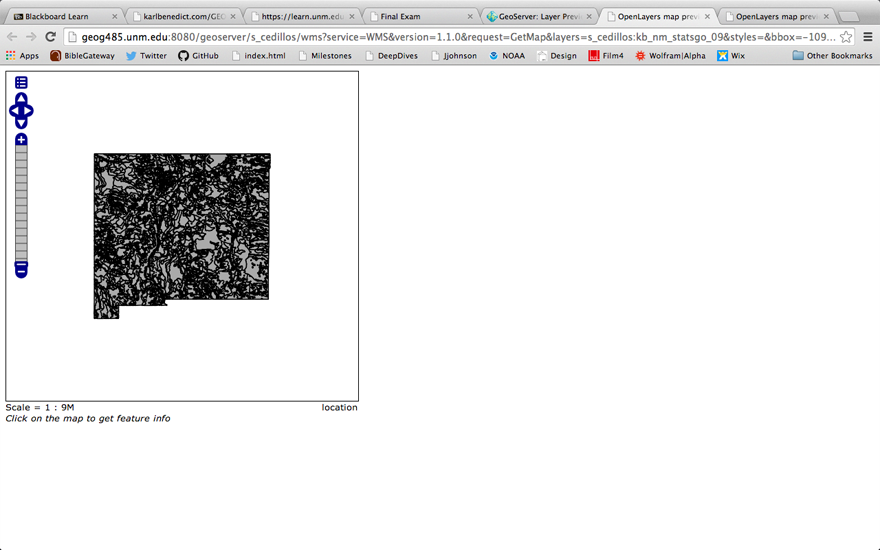 Blackboard Learn
karlbenedict.com/GEO
https://learn.unm.edu
Final Exam
GeoServer: Layer Previ
OpenLayers map previ
OpenLayers map previ
geog485.unm.edu:8080/geoserver/s_cedillos/wms?service=WMS&version=1.1.0&request=GetMap&layers=s_cedillos:kb_nm_statsgo_09&styles=&bbox=-109...
Apps BibleGateway Twitter GitHub index.html Milestones DeepDives Jjohnson NOAA Design Film4 Wolfram|Alpha Wix Other Bookmarks
Scale = 1 : 9M location
Click on the map to get feature info